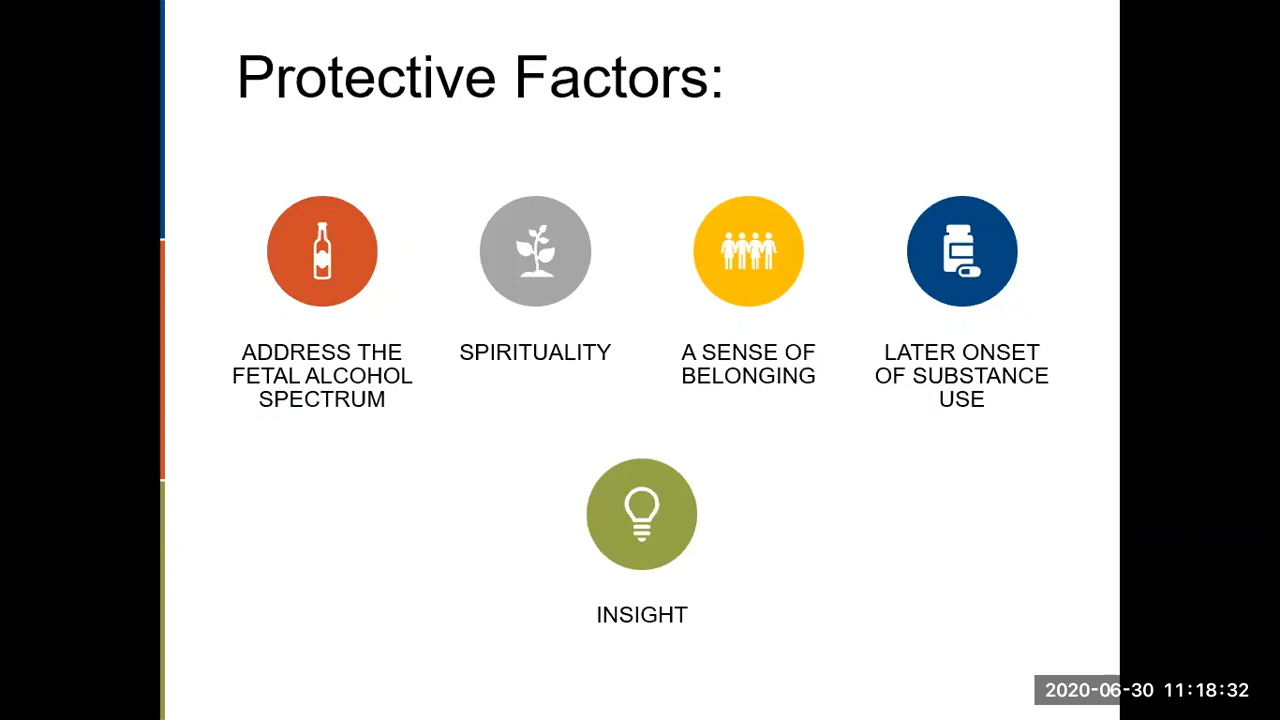 Protective Factors:
ADDRESS THE
FETAL ALCOHOL
SPECTRUM
SPIRITUALITY
A SENSE OF
BELONGING
LATER ONSET
OF SUBSTANCE
USE
INSIGHT
2020-06-30 11:18:32